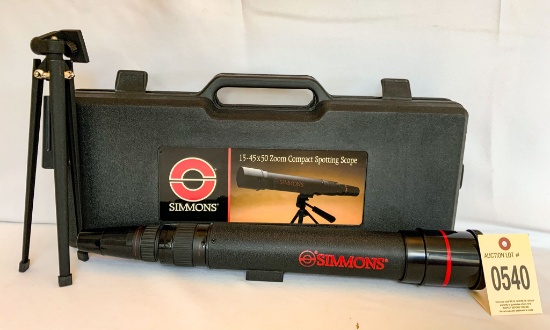 15-45x50 Zoom Compact Spotting Scope
SIMMONS®
SIMMONS
SIMMONS®
AUCTION LOT #
0540